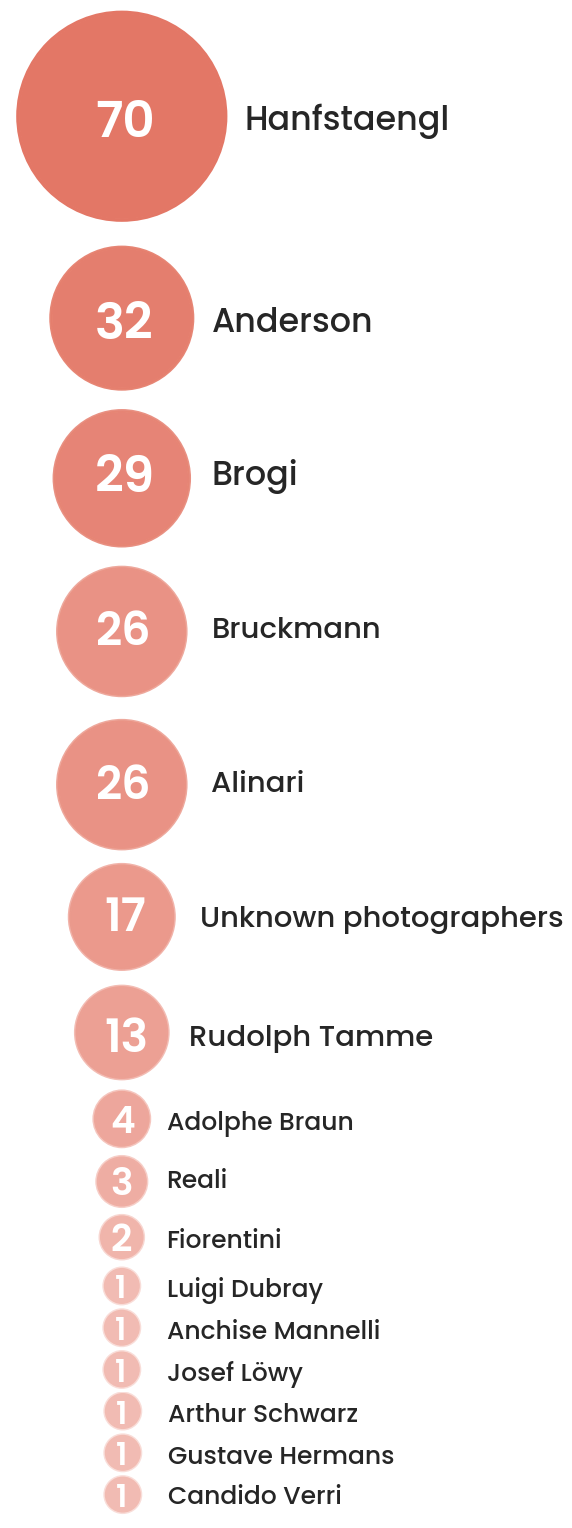 70 Hanfstaengl
32 Anderson
29 Brogi
26 Bruckmann
26 Alinari
17 Unknown photographers
13 Rudolph Tamme
4 Adolphe Braun
3 Reali
2 Fiorentini
1 Luigi Dubray
1 Anchise Mannelli
1 Josef Löwy
1 Arthur Schwarz
1 Gustave Hermans
1 Candido Verri